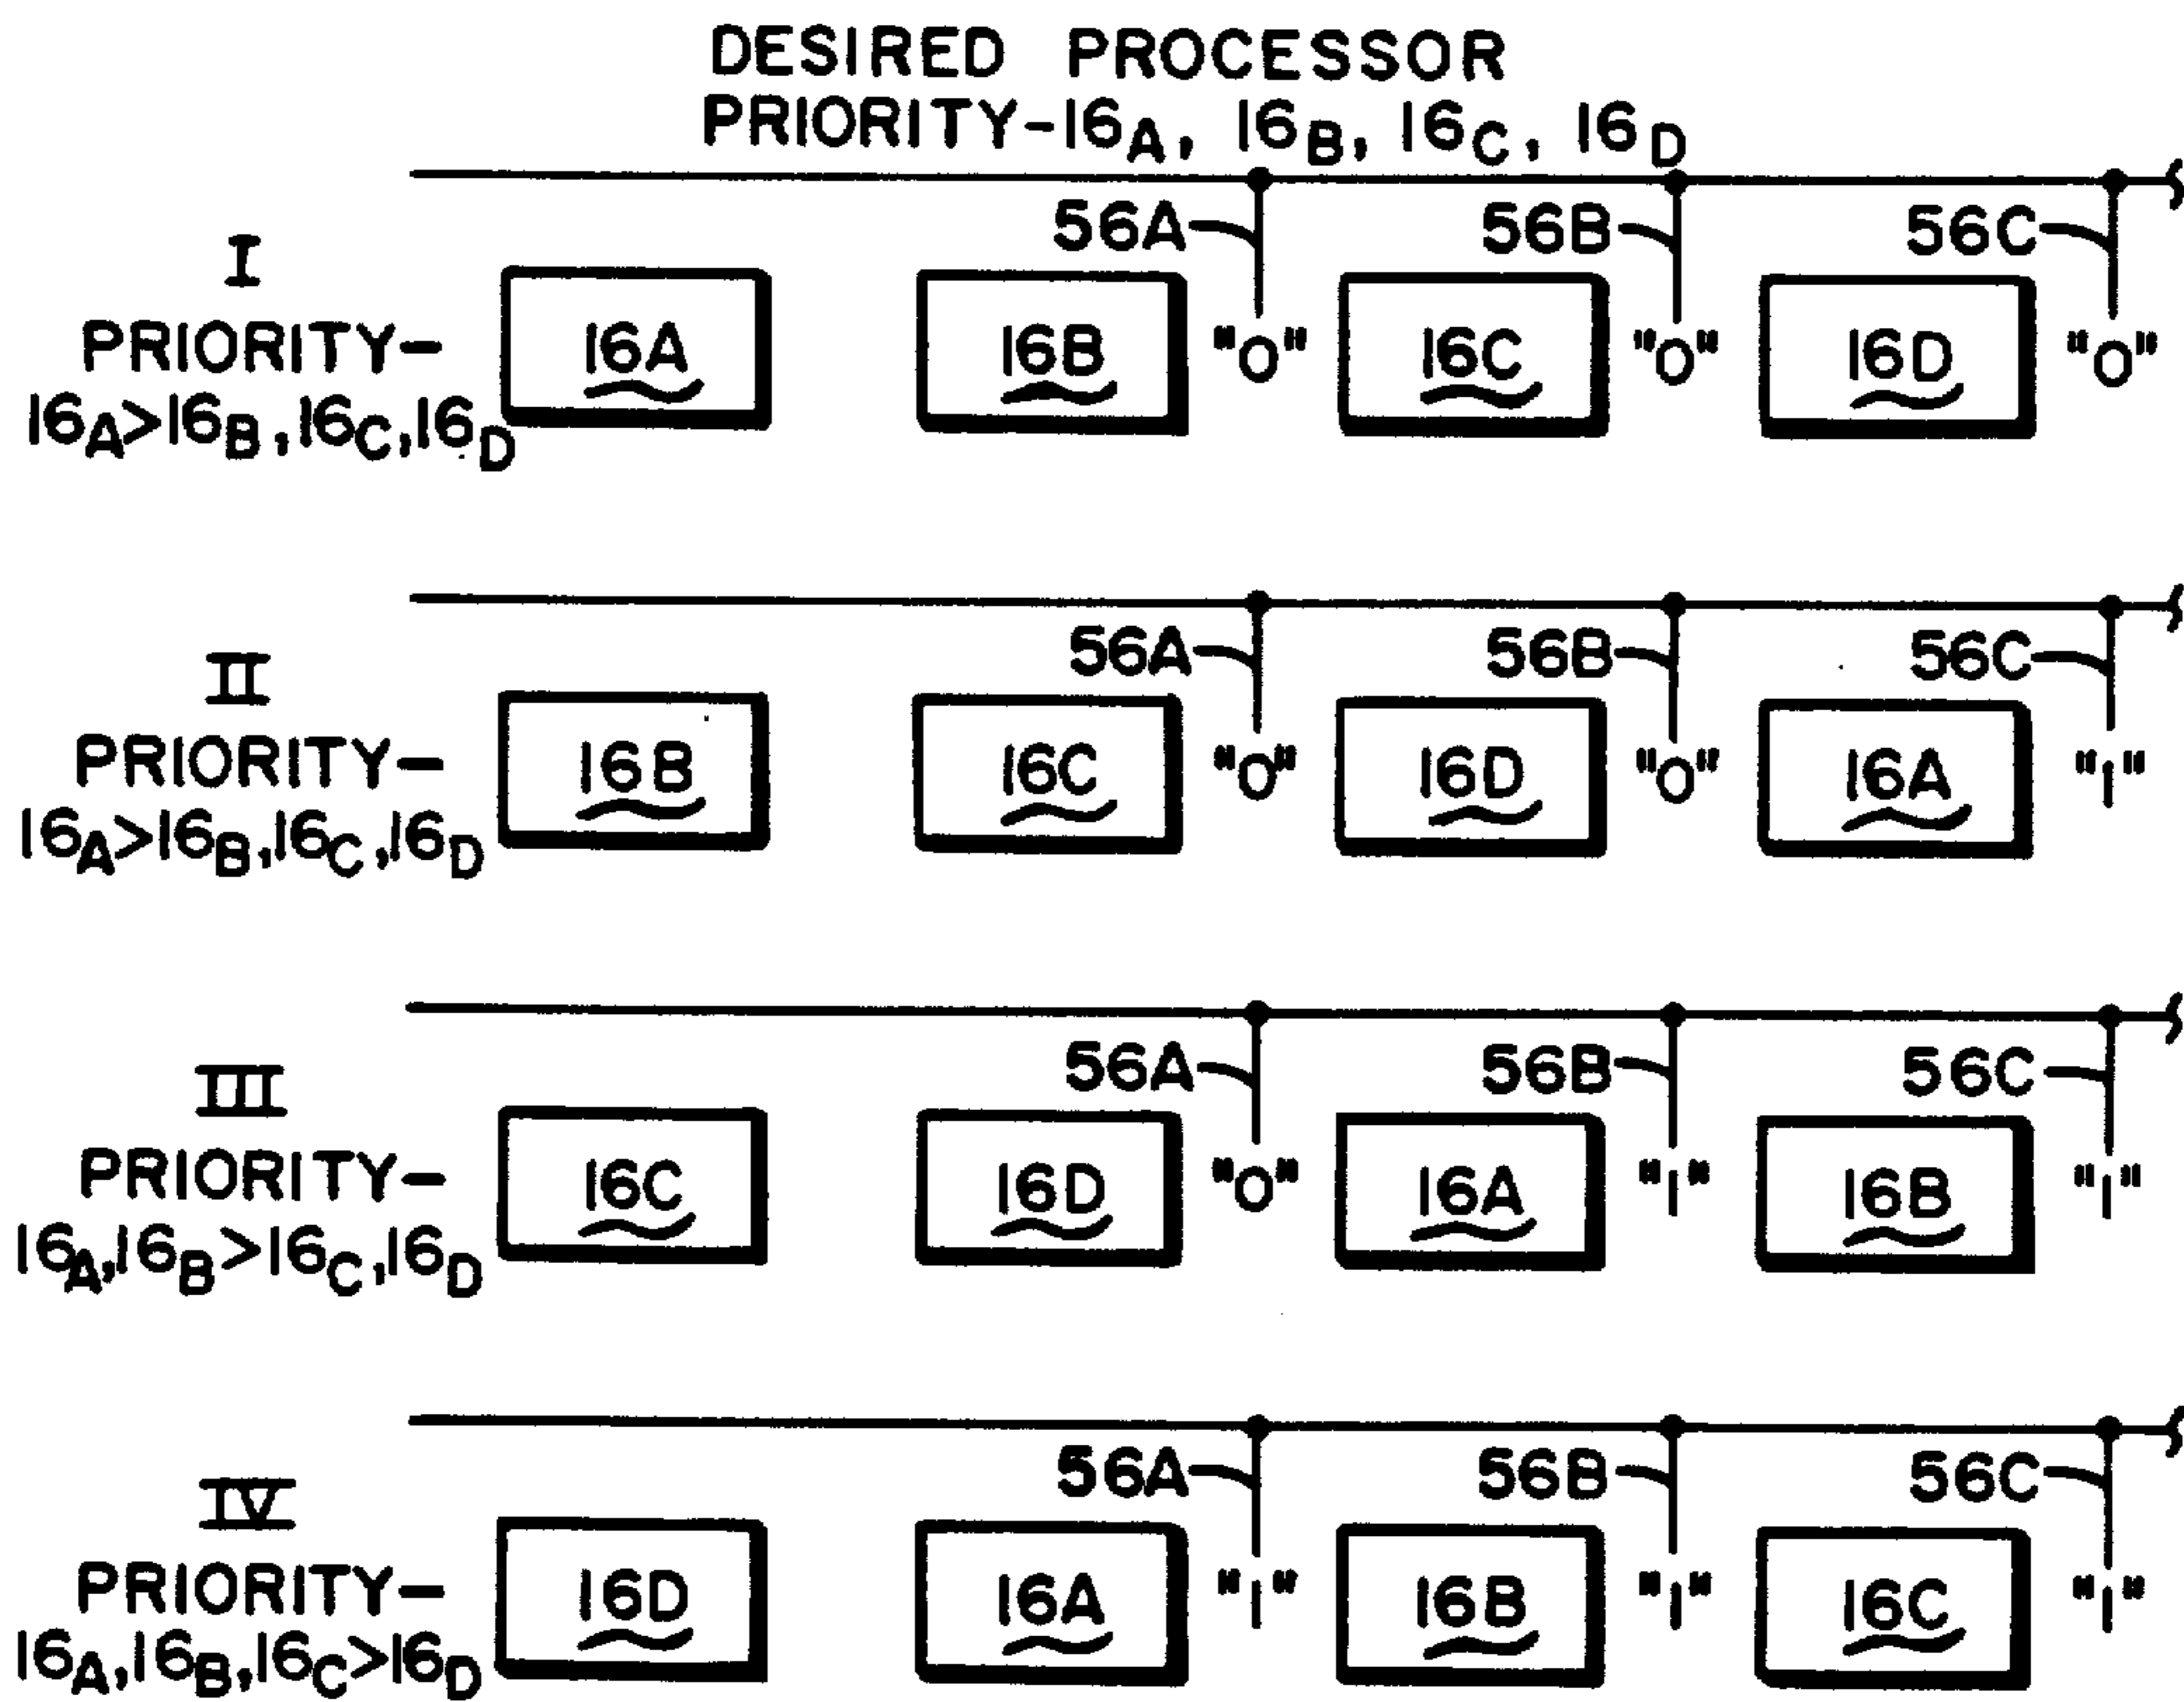 DESIRED PROCESSOR
PRIORITY-16A, 16B, 16C, 16D
56A 56B 56C
I
PRIORITY-
16A>16B,16C,16D
16A 16B "0" 16C "0" 16D "0"
56A 56B 56C
II
PRIORITY-
16A>16B,16C,16D
16B 16C "0" 16D "0" 16A "1"
56A 56B 56C
III
PRIORITY-
16A,16B>16C,16D
16C 16D "0" 16A "1" 16B "1"
56A 56B 56C
IV
PRIORITY-
16A,16B,16C>16D
16D 16A "1" 16B "1" 16C "1"